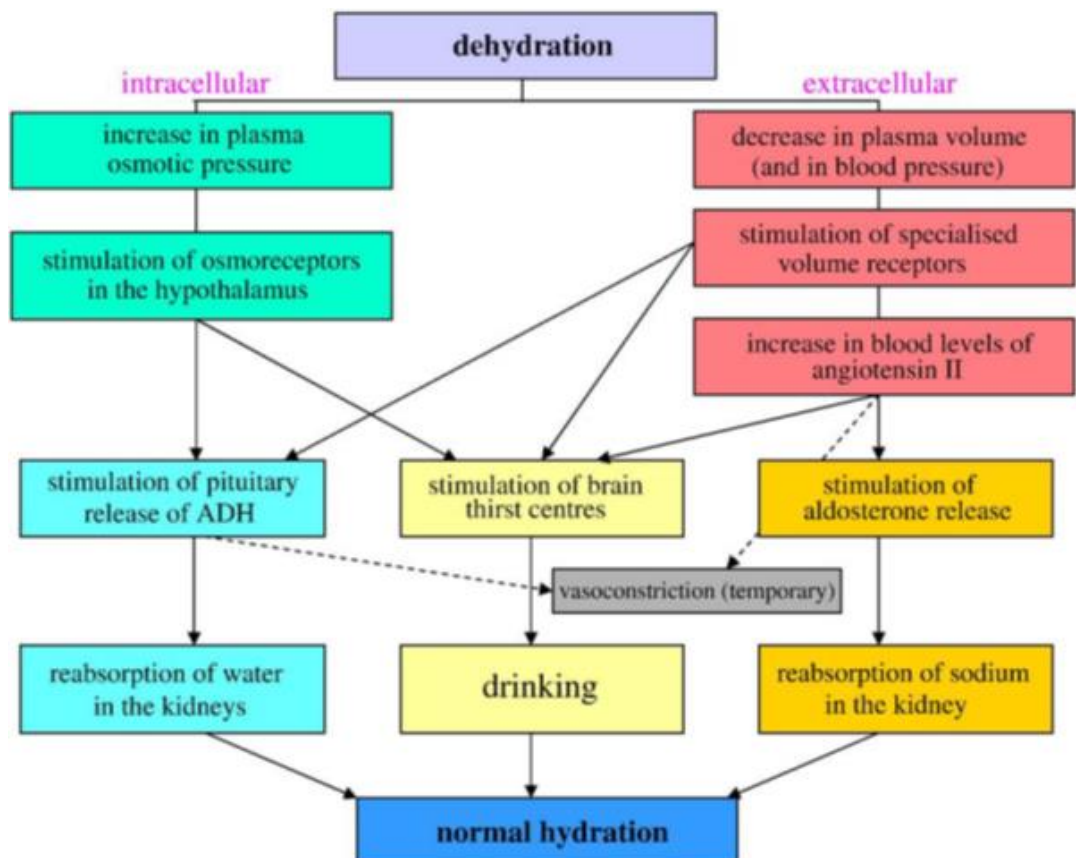 dehydration
intracellular
extracellular
increase in plasma
osmotic pressure
decrease in plasma volume
(and in blood pressure)
stimulation of osmoreceptors
in the hypothalamus
stimulation of specialised
volume receptors
increase in blood levels of
angiotensin II
stimulation of pituitary
release of ADH
stimulation of brain
thirst centres
stimulation of
aldosterone release
vasoconstriction (temporary)
reabsorption of water
in the kidneys
drinking
reabsorption of sodium
in the kidney
normal hydration